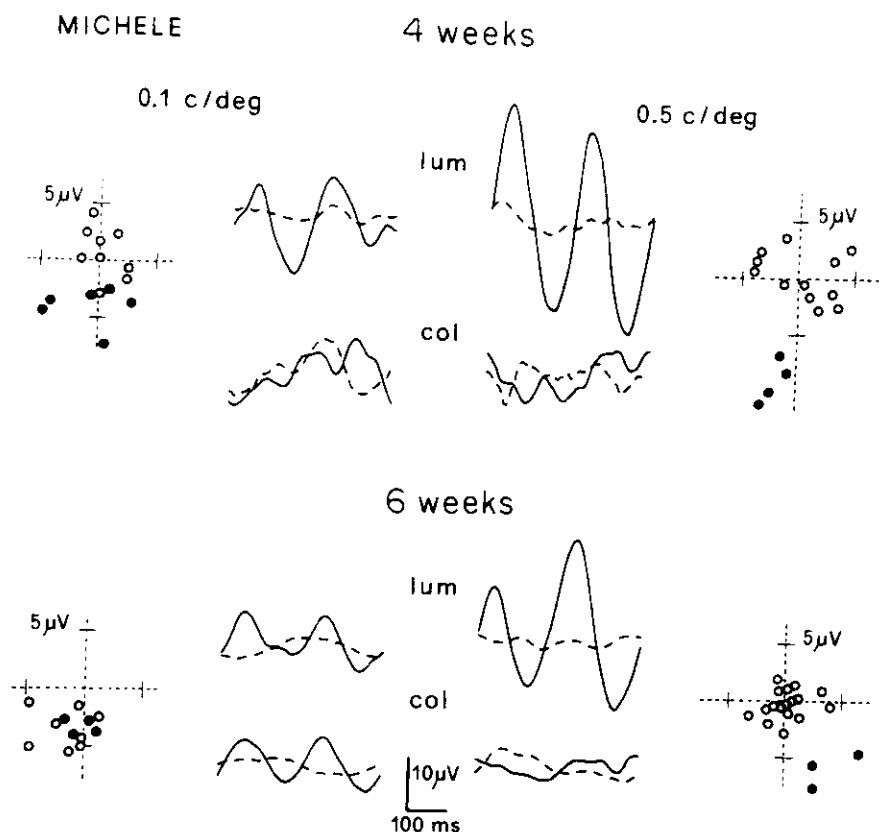 MICHELE
4 weeks
0.1 c/deg
0.5 c/deg
lum
5µV
5µV
col
6 weeks
lum
5µV
5µV
col
10µV
100 ms